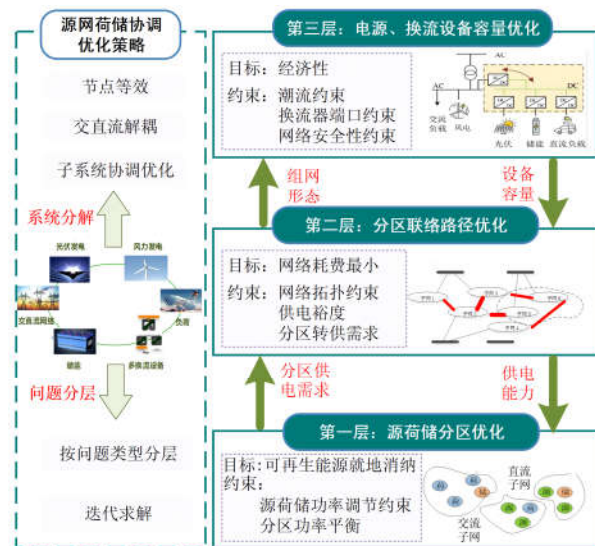 源网荷储协调
优化策略
节点等效
交直流解耦
子系统协调优化
系统分解
光伏发电
风力发电
交直流网络
负荷
储能
多换流设备
问题分层
按问题类型分层
迭代求解
第三层：电源、换流设备容量优化
目标：经济性
约束：潮流约束
换流器端口约束
网络安全性约束
AC
AC
DC
交流
负载
风电
光伏
储能
直流负载
组网
形态
设备
容量
第二层：分区联络路径优化
目标：网络耗费最小
约束：网络拓扑约束
供电裕度
分区转供需求
分区供
电需求
供电
能力
第一层：源荷储分区优化
目标:可再生能源就地消纳
约束：
源荷储功率调节约束
分区功率平衡
直流
子网
交流
子网